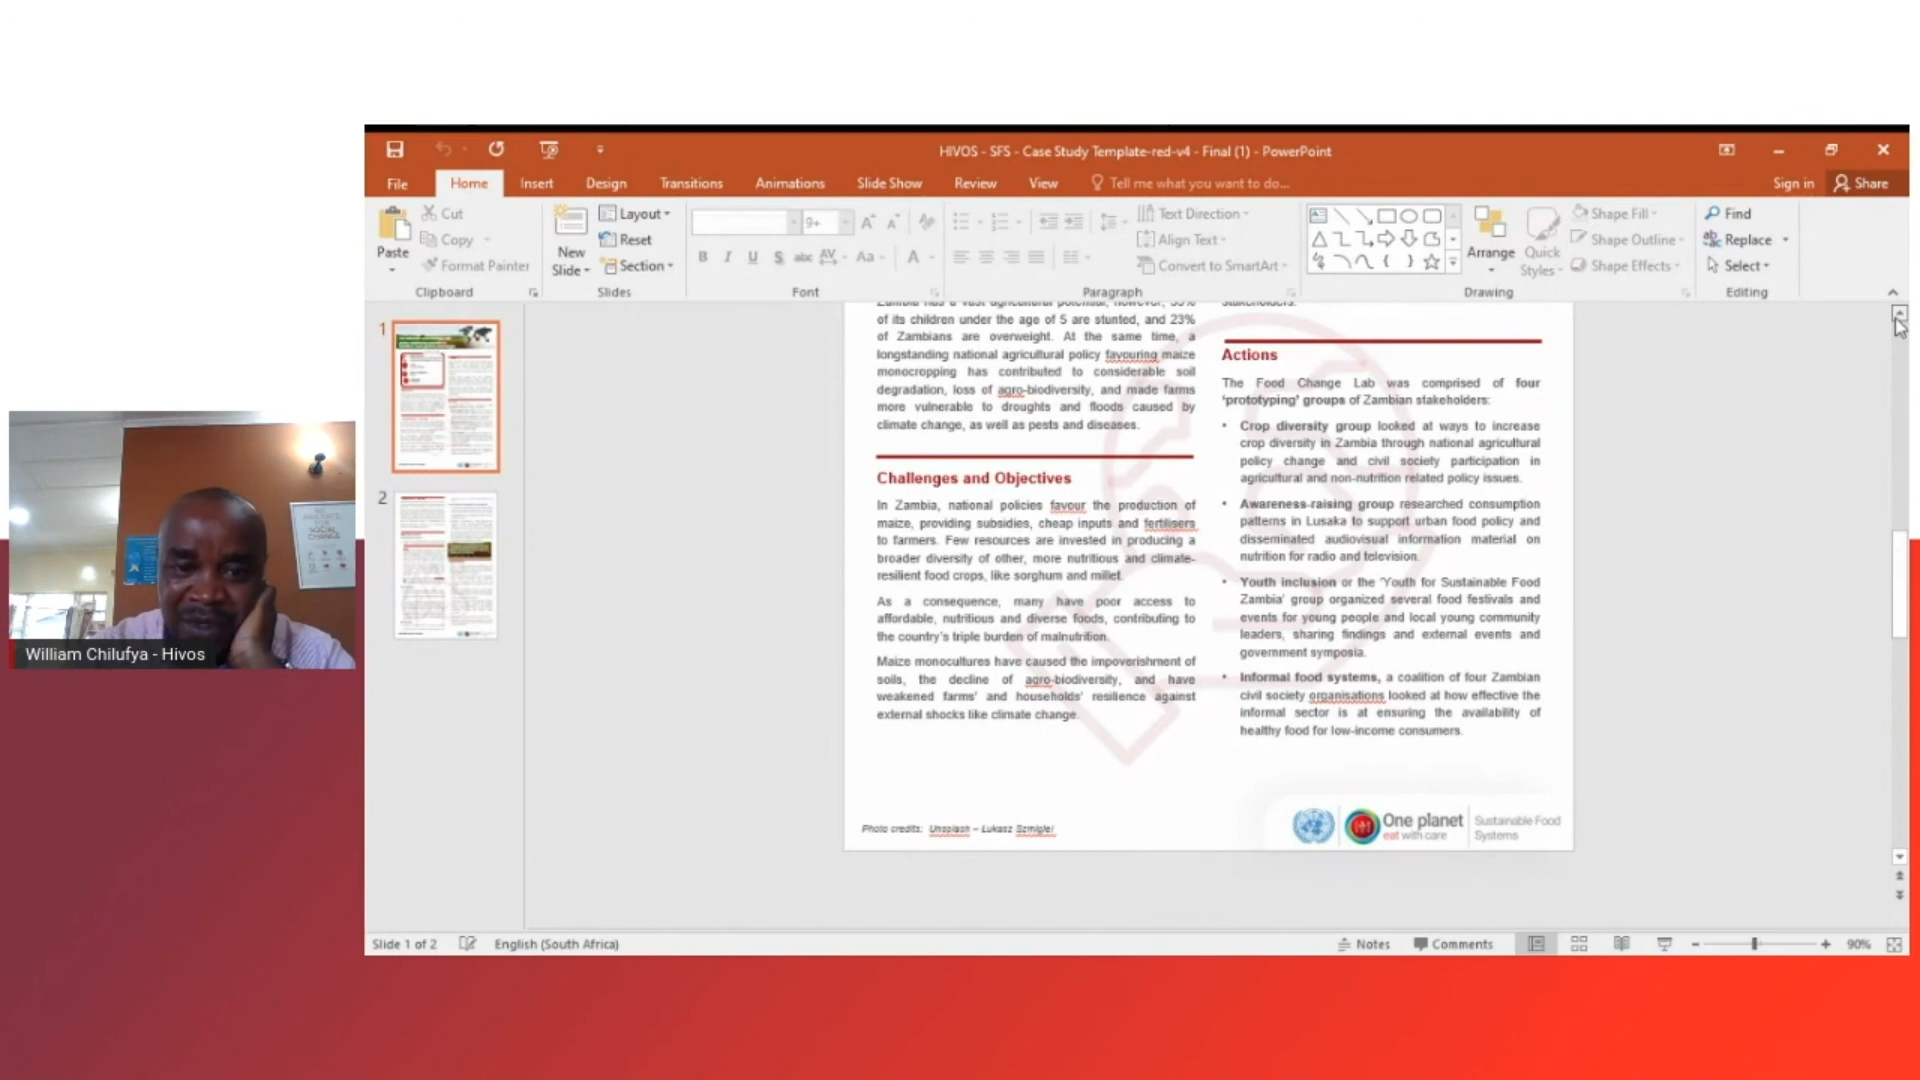 HIVOS - SFS - Case Study Template-red-v4 - Final (1) - PowerPoint
File
Home
Insert
Design
Transitions
Animations
Slide Show
Review
View
Tell me what you want to do...
Sign in
Share
Paste
Cut
Copy
Format Painter
Clipboard
New
Slide
Layout
Reset
Section
Slides
9+
Font
Text Direction
Align Text
Convert to SmartArt
Paragraph
Arrange
Quick
Styles
Shape Fill
Shape Outline
Shape Effects
Drawing
Find
Replace
Select
Editing
1
2
Zambia has a vast agricultural potential, however, 35%
of its children under the age of 5 are stunted, and 23%
of Zambians are overweight. At the same time, a
longstanding national agricultural policy favouring maize
monocropping has contributed to considerable soil
degradation, loss of agro-biodiversity, and made farms
more vulnerable to droughts and floods caused by
climate change, as well as pests and diseases.
Challenges and Objectives
In Zambia, national policies favour the production of
maize, providing subsidies, cheap inputs and fertilisers
to farmers. Few resources are invested in producing a
broader diversity of other, more nutritious and climate-
resilient food crops, like sorghum and millet.
As a consequence, many have poor access to
affordable, nutritious and diverse foods, contributing to
the country's triple burden of malnutrition.
Maize monocultures have caused the impoverishment of
soils, the decline of agro-biodiversity, and have
weakened farms' and households' resilience against
external shocks like climate change.
Photo credits: Unsplash – Lukasz Szmigiel
stakeholders.
Actions
The Food Change Lab was comprised of four
'prototyping' groups of Zambian stakeholders:
• Crop diversity group looked at ways to increase
crop diversity in Zambia through national agricultural
policy change and civil society participation in
agricultural and non-nutrition related policy issues.
• Awareness-raising group researched consumption
patterns in Lusaka to support urban food policy and
disseminated audiovisual information material on
nutrition for radio and television.
• Youth inclusion or the 'Youth for Sustainable Food
Zambia' group organized several food festivals and
events for young people and local young community
leaders, sharing findings and external events and
government symposia.
• Informal food systems, a coalition of four Zambian
civil society organisations looked at how effective the
informal sector is at ensuring the availability of
healthy food for low-income consumers.
One planet
eat with care
Sustainable Food
Systems
SOCIAL
CHANGE
William Chilufya - Hivos
Slide 1 of 2
English (South Africa)
Notes
Comments
90%